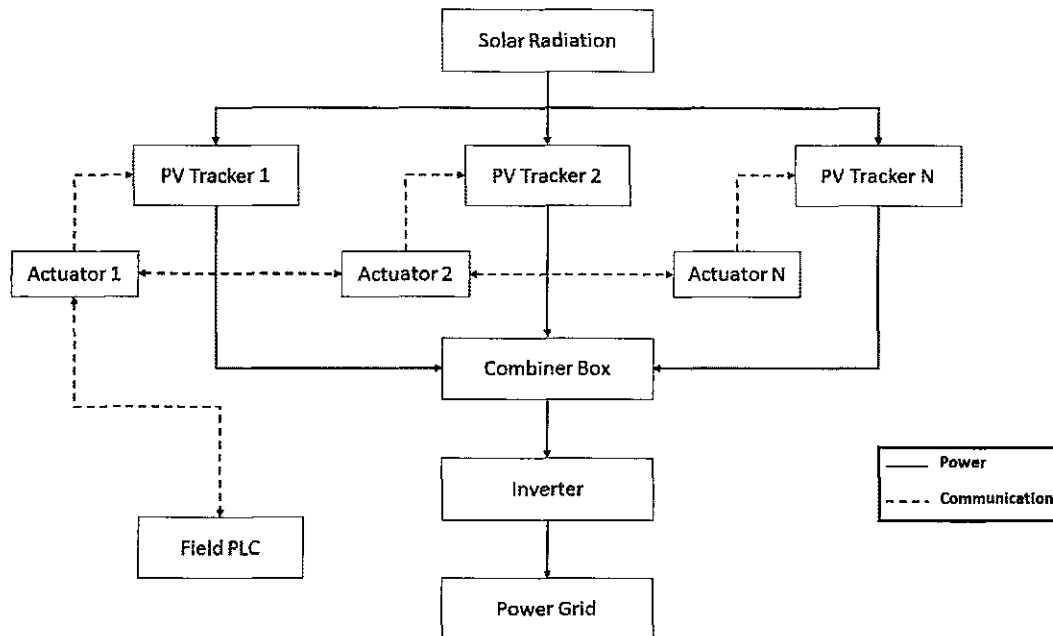 Solar Radiation
PV Tracker 1
PV Tracker 2
PV Tracker N
Actuator 1
Actuator 2
Actuator N
Combiner Box
Power
Communication
Inverter
Field PLC
Power Grid